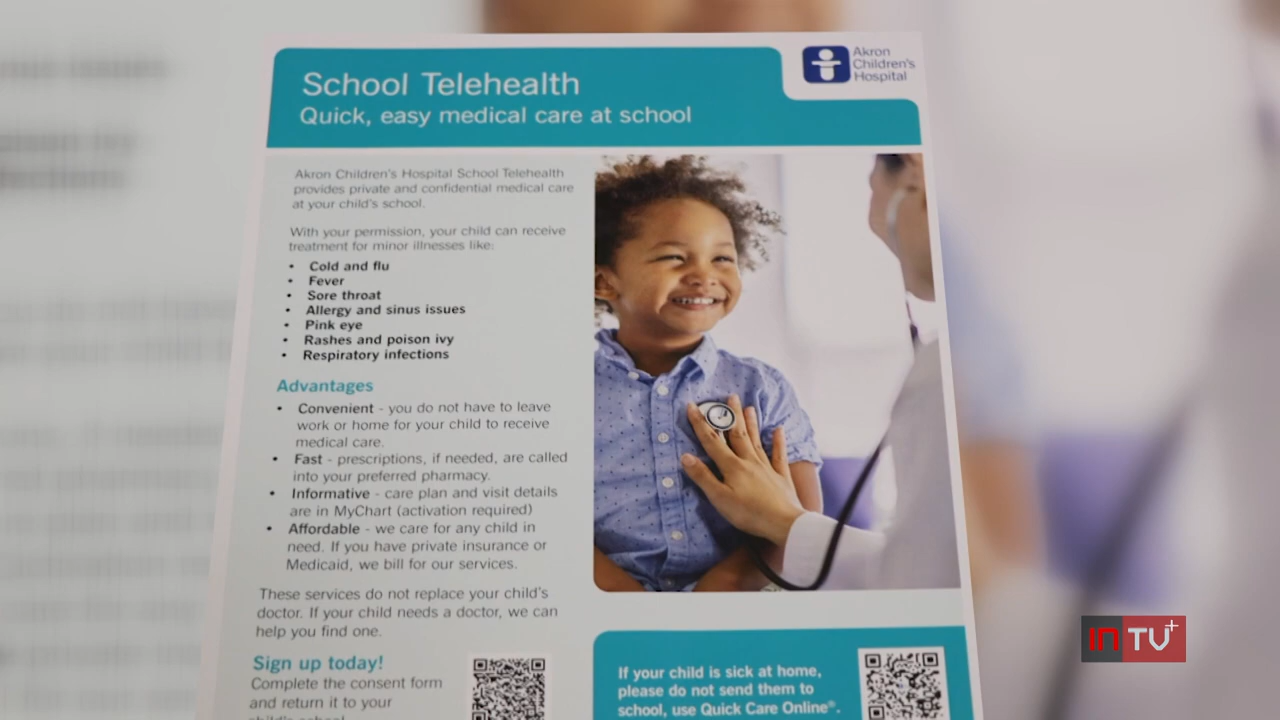 School Telehealth
Quick, easy medical care at school
Akron
Children's
Hospital
Akron Children's Hospital School Telehealth
provides private and confidential medical care
at your child's school.
With your permission, your child can receive
treatment for minor illnesses like:
• Cold and flu
• Fever
• Sore throat
• Allergy and sinus issues
• Pink eye
• Rashes and poison ivy
• Respiratory infections
Advantages
• Convenient - you do not have to leave
work or home for your child to receive
medical care.
• Fast - prescriptions, if needed, are called
into your preferred pharmacy.
• Informative - care plan and visit details
are in MyChart (activation required)
• Affordable - we care for any child in
need. If you have private insurance or
Medicaid, we bill for our services.
These services do not replace your child's
doctor. If your child needs a doctor, we can
help you find one.
Sign up today!
Complete the consent form
and return it to your
child's school
If your child is sick at home,
please do not send them to
school, use Quick Care Online®.
INTV+